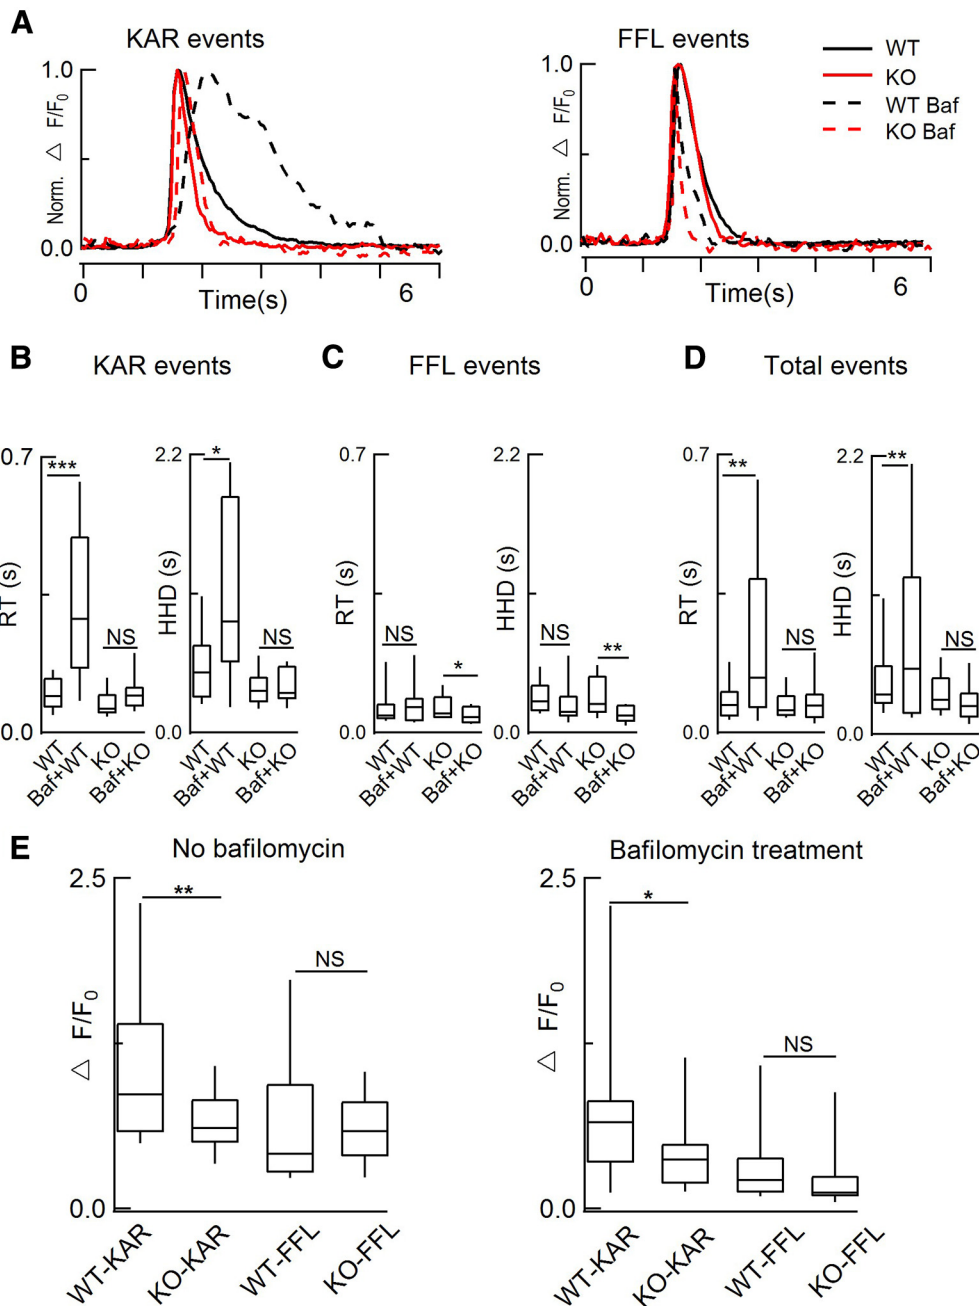 A
KAR events
FFL events
WT
KO
WT Baf
KO Baf
1.0
0.0
Norm. △ F/F0
0
6
Time(s)
1.0
0.0
Norm. △ F/F0
0
6
Time(s)
B
KAR events
C
FFL events
D
Total events
0.7
0.0
RT (s)
***
NS
WT
Baf+WT
KO
Baf+KO
2.2
0.0
HHD (s)
*
NS
WT
Baf+WT
KO
Baf+KO
0.7
0.0
RT (s)
NS
*
WT
Baf+WT
KO
Baf+KO
2.2
0.0
HHD (s)
NS
**
WT
Baf+WT
KO
Baf+KO
0.7
0.0
RT (s)
**
NS
WT
Baf+WT
KO
Baf+KO
2.2
0.0
HHD (s)
**
NS
WT
Baf+WT
KO
Baf+KO
E
No bafilomycin
2.5
0.0
△ F/F0
**
NS
WT-KAR
KO-KAR
WT-FFL
KO-FFL
Bafilomycin treatment
2.5
0.0
△ F/F0
*
NS
WT-KAR
KO-KAR
WT-FFL
KO-FFL